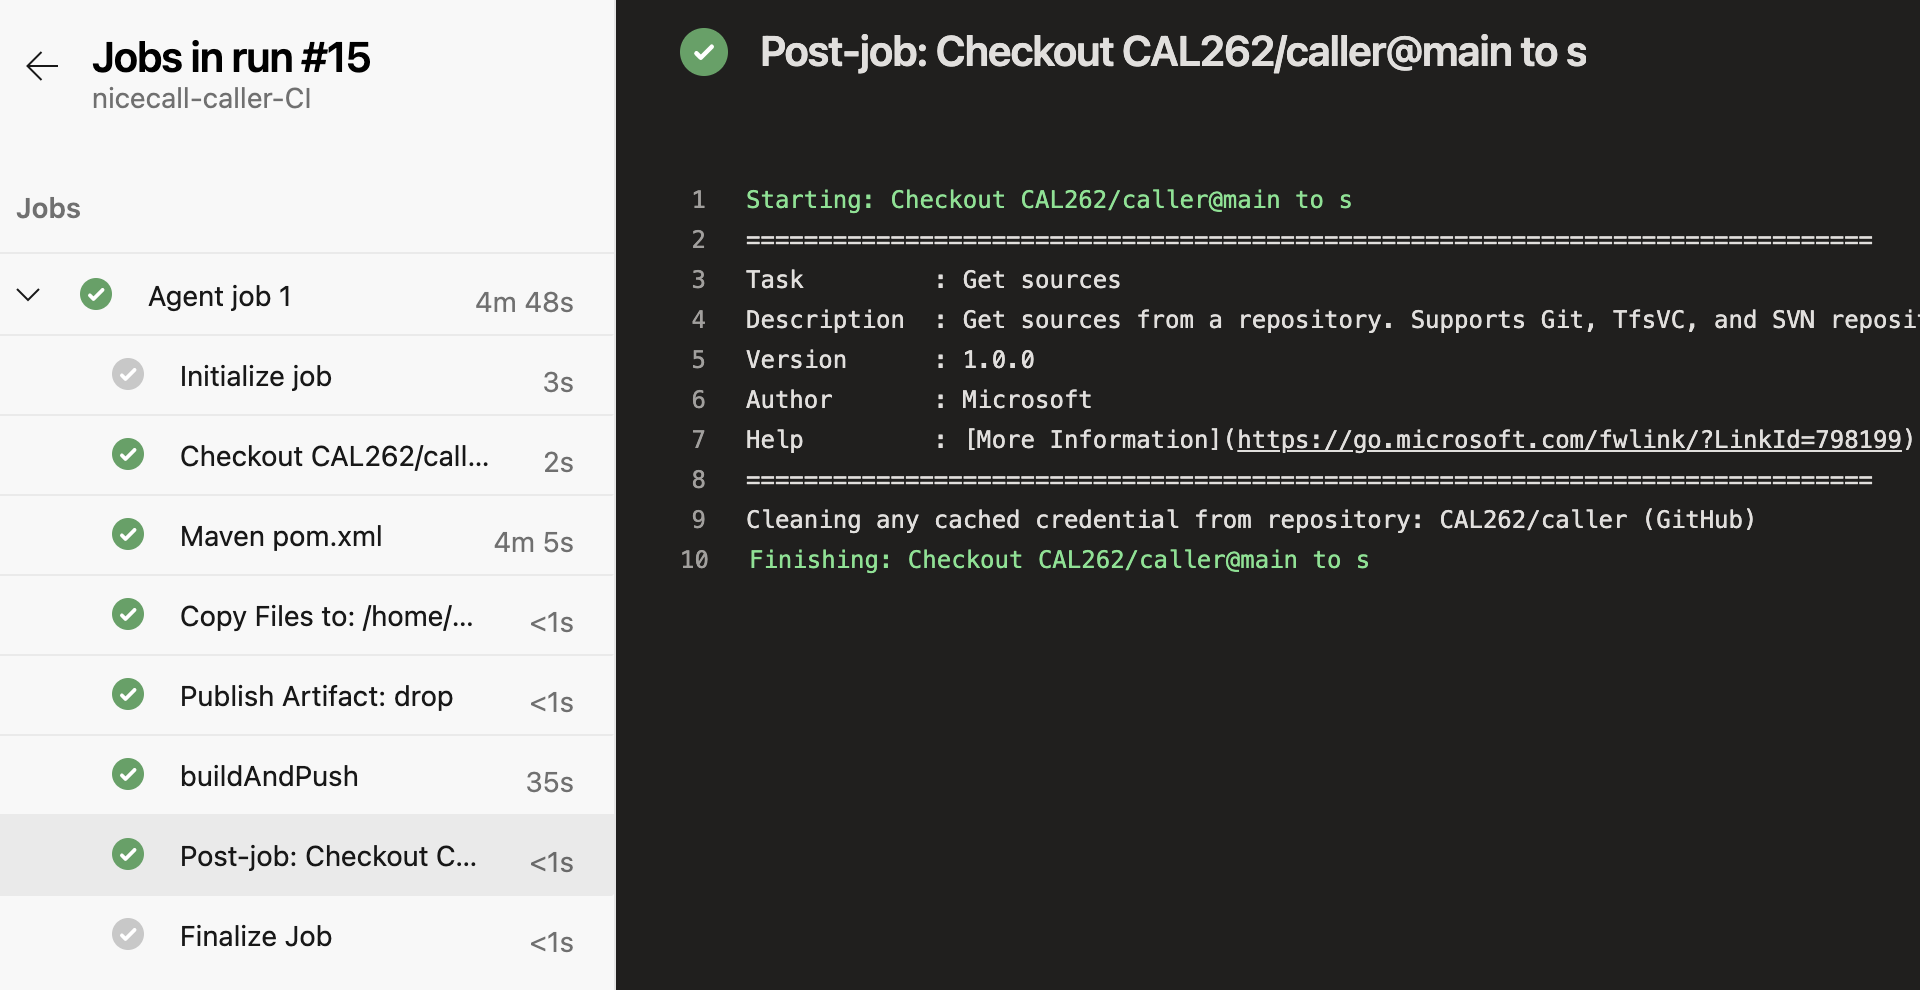 Jobs in run #15
nicecall-caller-CI
Jobs
Agent job 1 4m 48s
Initialize job 3s
Checkout CAL262/call... 2s
Maven pom.xml 4m 5s
Copy Files to: /home/... <1s
Publish Artifact: drop <1s
buildAndPush 35s
Post-job: Checkout C... <1s
Finalize Job <1s
Post-job: Checkout CAL262/caller@main to s
1 Starting: Checkout CAL262/caller@main to s
2 ==============================================================================
3 Task         : Get sources
4 Description  : Get sources from a repository. Supports Git, TfsVC, and SVN reposit
5 Version      : 1.0.0
6 Author       : Microsoft
7 Help         : [More Information](https://go.microsoft.com/fwlink/?LinkId=798199)
8 ==============================================================================
9 Cleaning any cached credential from repository: CAL262/caller (GitHub)
10 Finishing: Checkout CAL262/caller@main to s